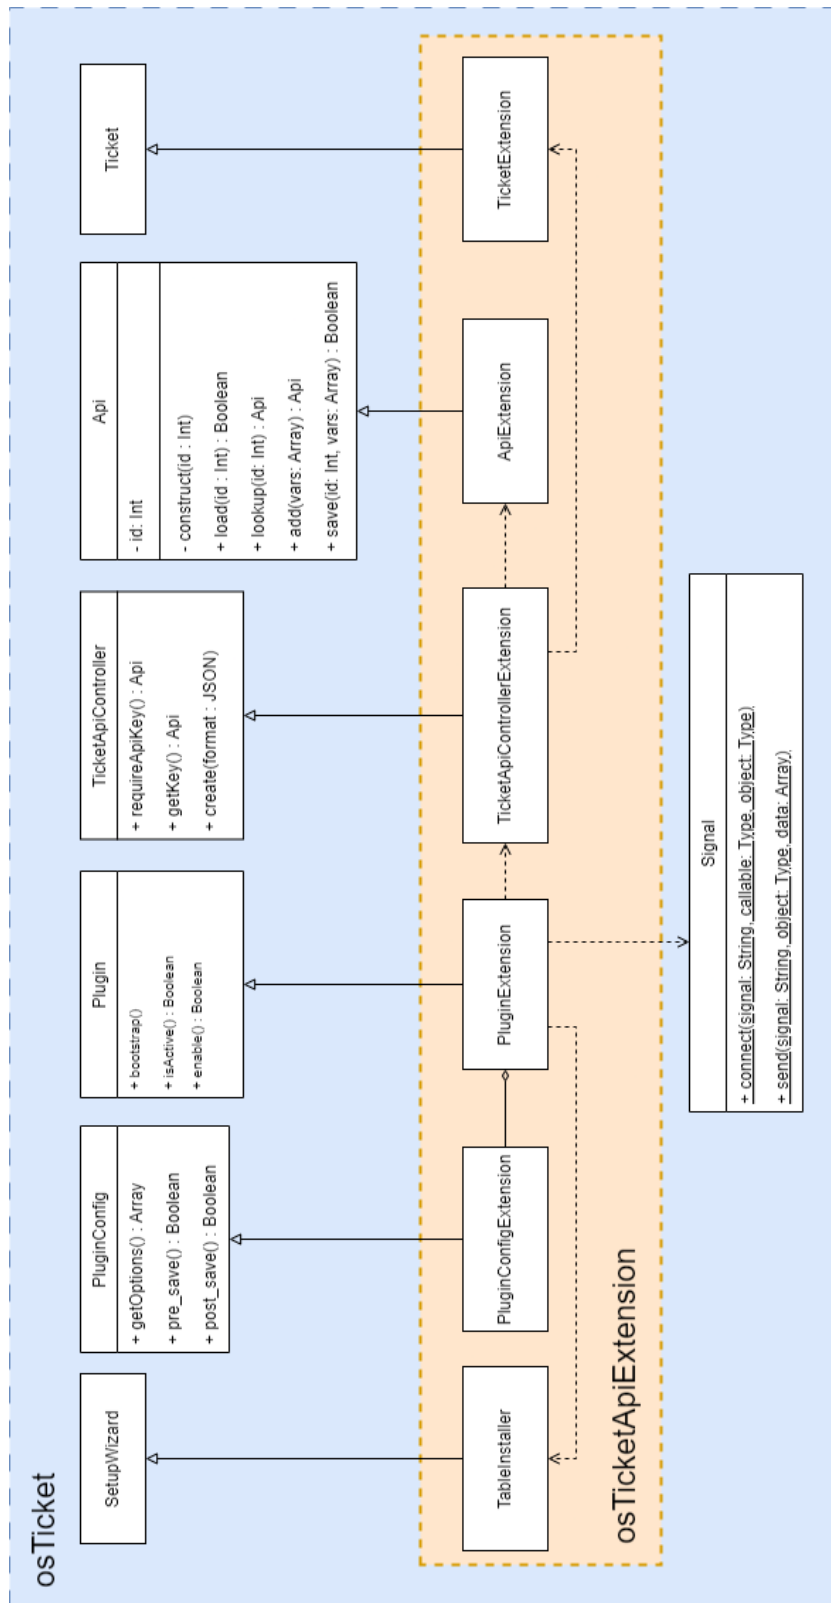 osTicket
SetupWizard
PluginConfig
+ getOptions() : Array
+ pre_save() : Boolean
+ post_save() : Boolean
Plugin
+ bootstrap()
+ isActive() : Boolean
+ enable() : Boolean
TicketApiController
+ requireApiKey() : Api
+ getKey() : Api
+ create(format : JSON)
Api
- id: Int
- construct(id : Int)
+ load(id : Int) : Boolean
+ lookup(id: Int) : Api
+ add(vars: Array) : Api
+ save(id: Int, vars: Array) : Boolean
Ticket
TableInstaller
PluginConfigExtension
PluginExtension
TicketApiControllerExtension
ApiExtension
TicketExtension
osTicketApiExtension
Signal
+ connect(signal: String, callable: Type, object: Type)
+ send(signal: String, object: Type, data: Array)